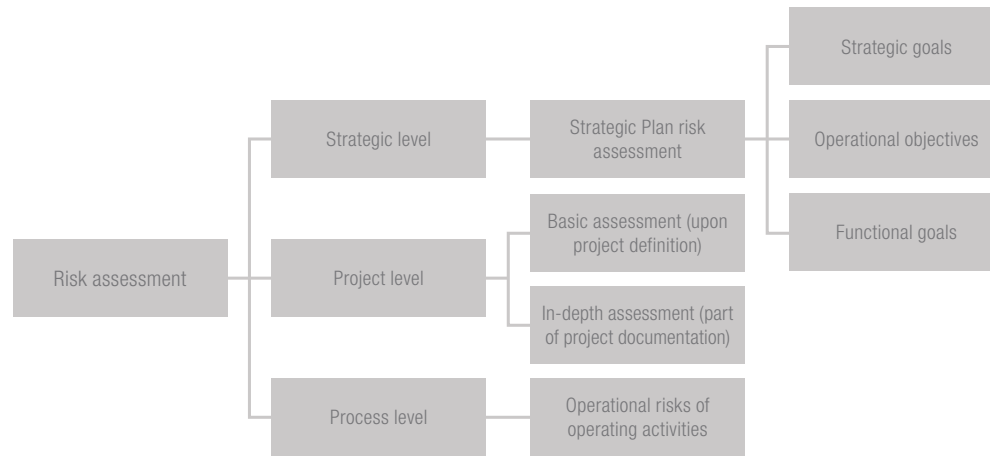 Risk assessment
Strategic level
Strategic Plan risk
assessment
Strategic goals
Operational objectives
Functional goals
Project level
Basic assessment (upon
project definition)
In-depth assessment (part
of project documentation)
Process level
Operational risks of
operating activities